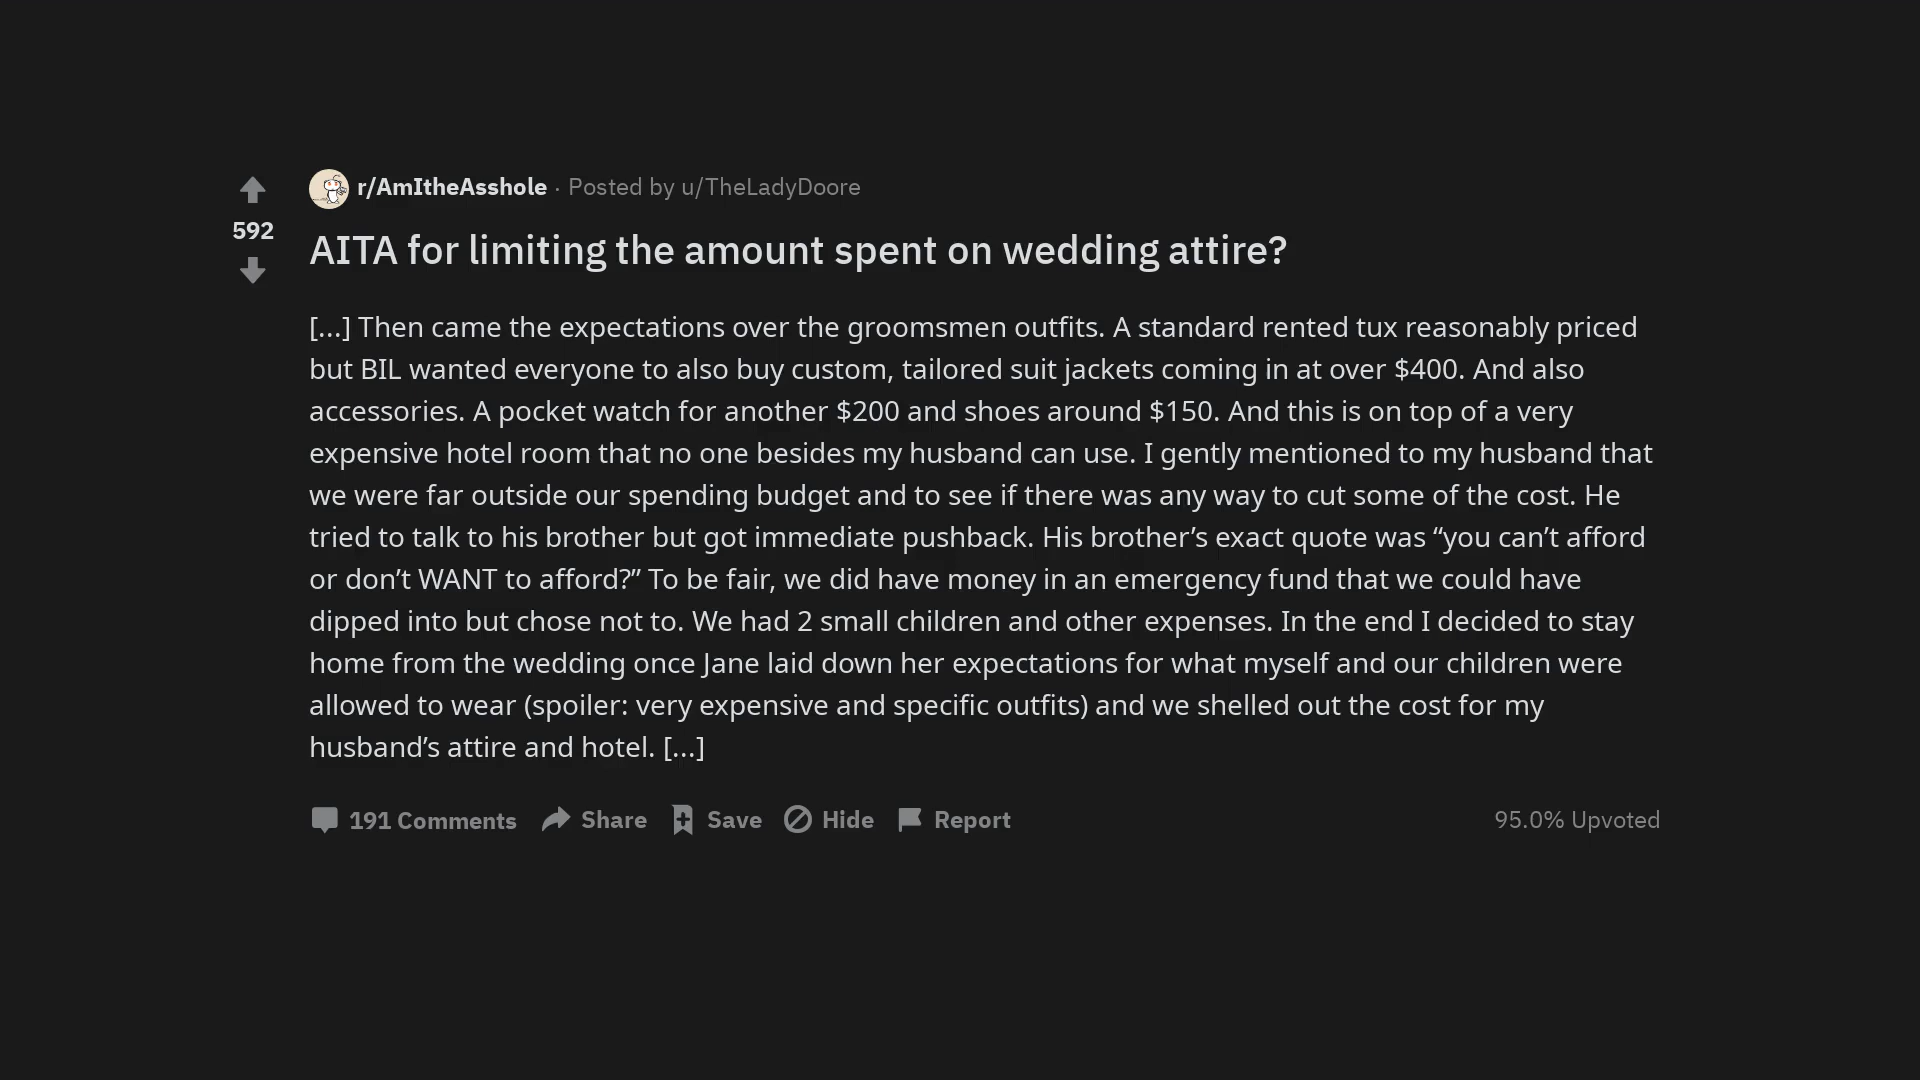 r/AmItheAsshole · Posted by u/TheLadyDoore
592
AITA for limiting the amount spent on wedding attire?
[...] Then came the expectations over the groomsmen outfits. A standard rented tux reasonably priced
but BIL wanted everyone to also buy custom, tailored suit jackets coming in at over $400. And also
accessories. A pocket watch for another $200 and shoes around $150. And this is on top of a very
expensive hotel room that no one besides my husband can use. I gently mentioned to my husband that
we were far outside our spending budget and to see if there was any way to cut some of the cost. He
tried to talk to his brother but got immediate pushback. His brother’s exact quote was “you can’t afford
or don’t WANT to afford?” To be fair, we did have money in an emergency fund that we could have
dipped into but chose not to. We had 2 small children and other expenses. In the end I decided to stay
home from the wedding once Jane laid down her expectations for what myself and our children were
allowed to wear (spoiler: very expensive and specific outfits) and we shelled out the cost for my
husband’s attire and hotel. [...]
191 Comments Share Save Hide Report 95.0% Upvoted